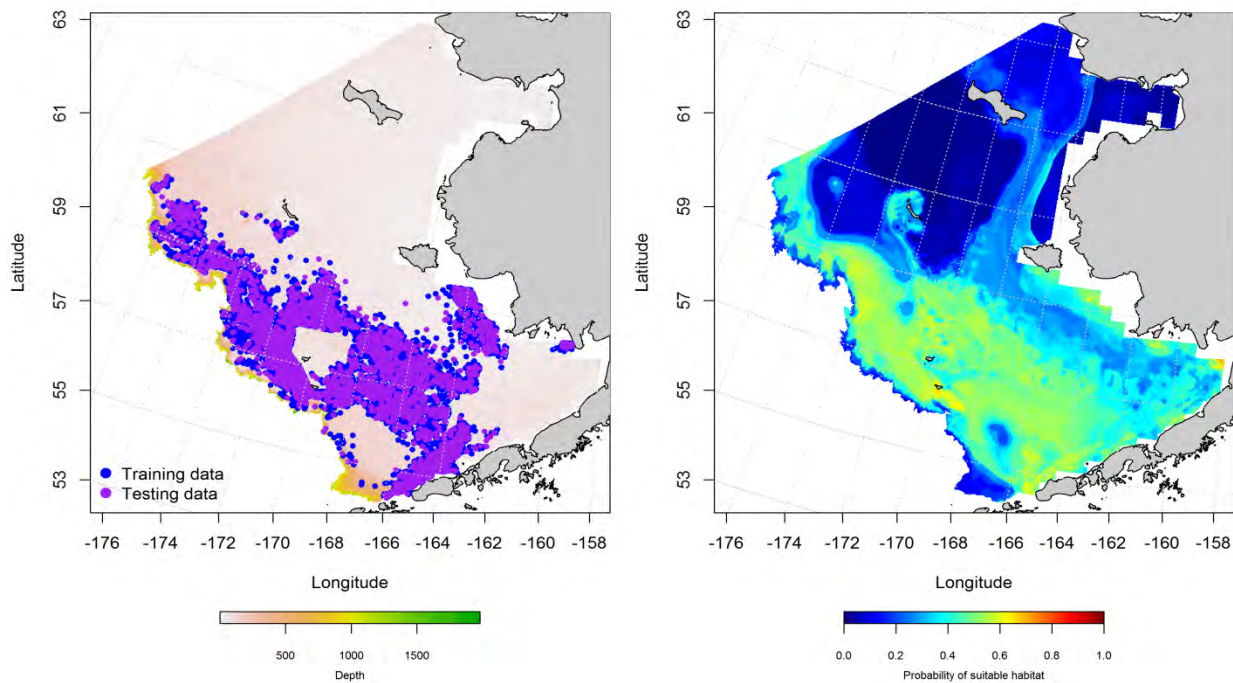 63
61
59
57
55
53
Latitude
Training data
Testing data
-176 -174 -172 -170 -168 -166 -164 -162 -160 -158
Longitude
500 1000 1500
Depth
63
61
59
57
55
53
Latitude
-176 -174 -172 -170 -168 -166 -164 -162 -160 -158
Longitude
0.0 0.2 0.4 0.6 0.8 1.0
Probability of suitable habitat